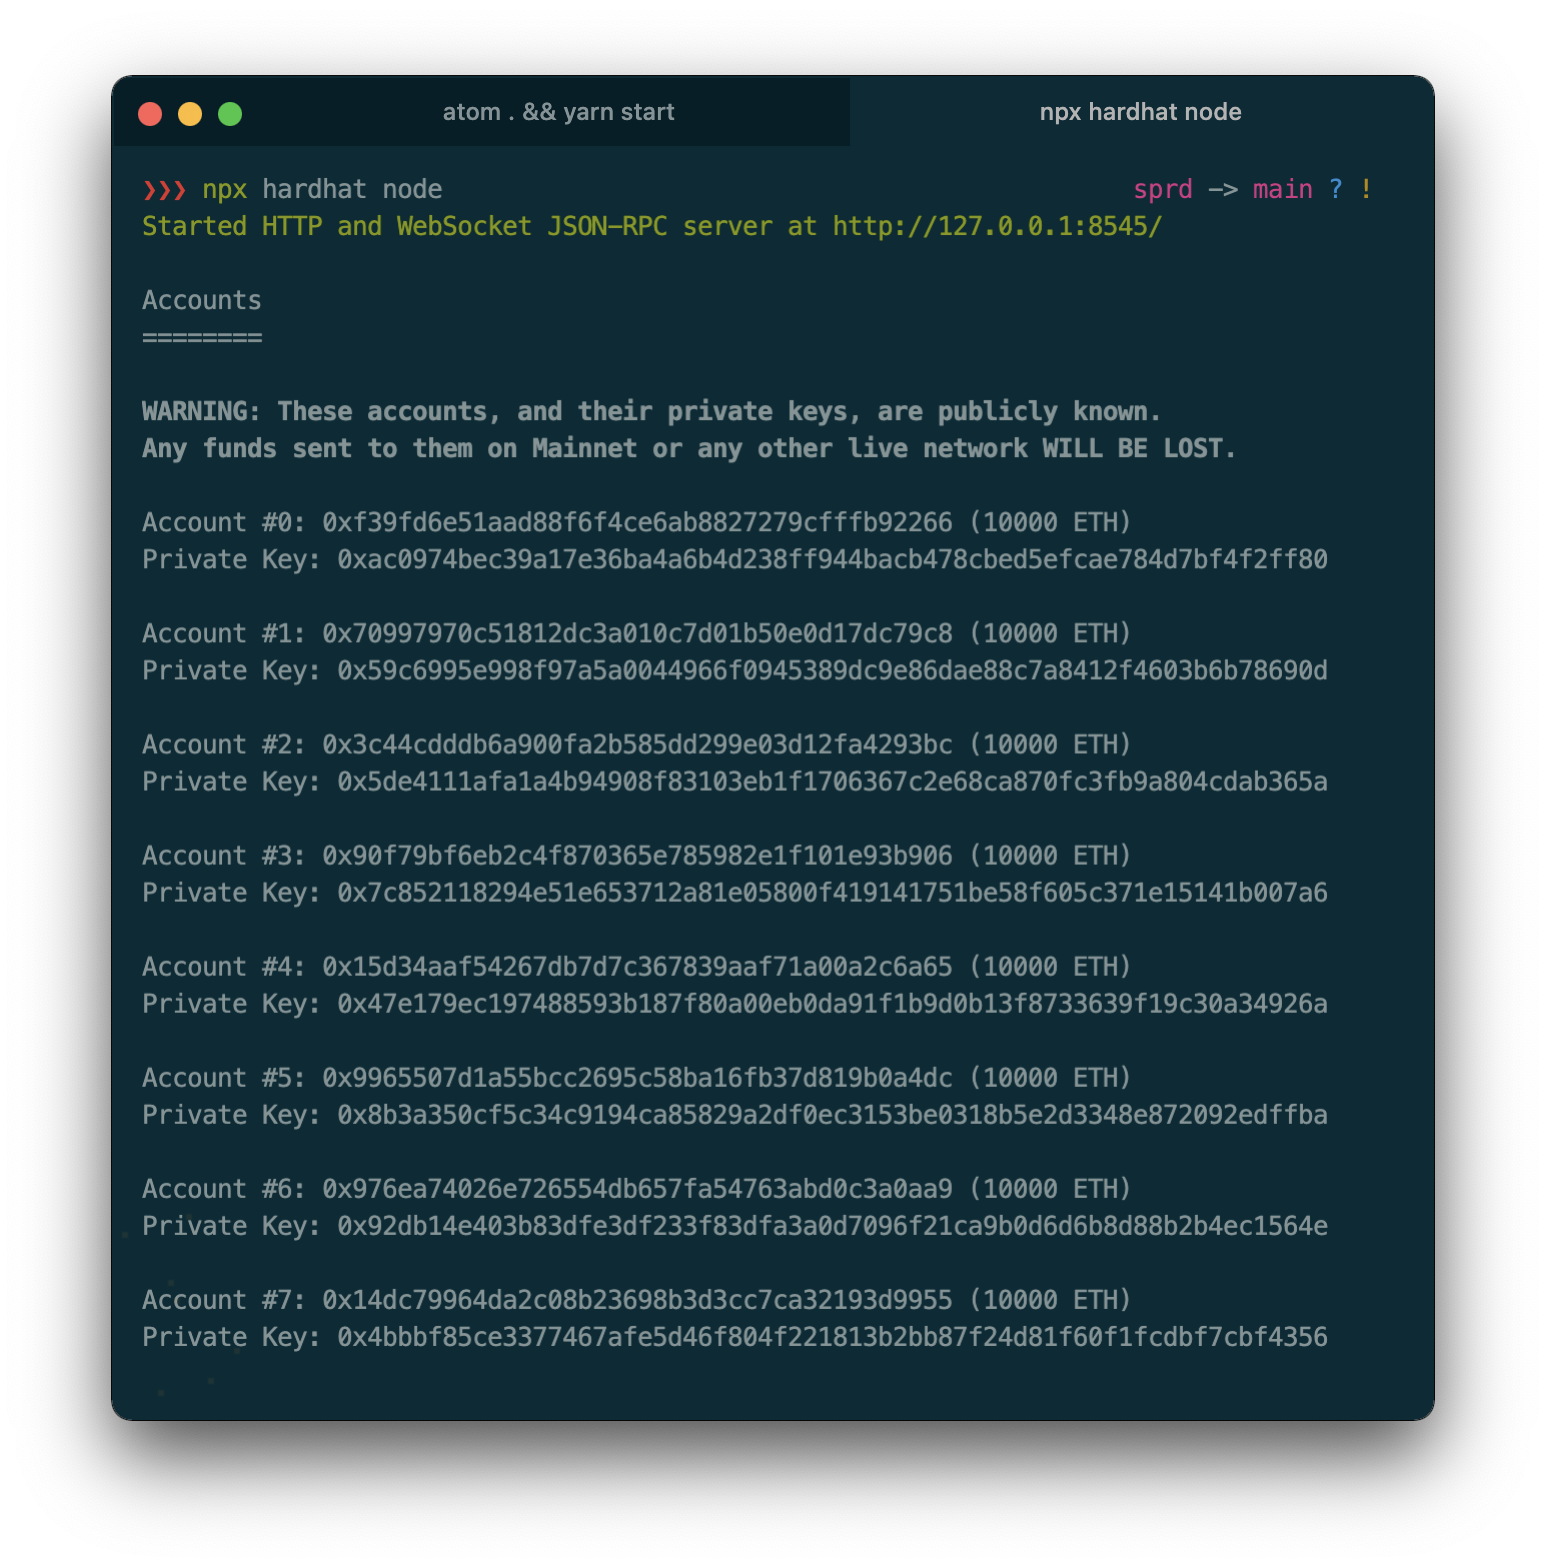 atom . && yarn start
npx hardhat node
❯❯❯ npx hardhat node sprd —> main ? !
Started HTTP and WebSocket JSON-RPC server at http://127.0.0.1:8545/
Accounts
========
WARNING: These accounts, and their private keys, are publicly known.
Any funds sent to them on Mainnet or any other live network WILL BE LOST.
Account #0: 0xf39fd6e51aad88f6f4ce6ab8827279cfffb92266 (10000 ETH)
Private Key: 0xac0974bec39a17e36ba4a6b4d238ff944bacb478cbed5efcae784d7bf4f2ff80
Account #1: 0x70997970c51812dc3a010c7d01b50e0d17dc79c8 (10000 ETH)
Private Key: 0x59c6995e998f97a5a0044966f0945389dc9e86dae88c7a8412f4603b6b78690d
Account #2: 0x3c44cdddb6a900fa2b585dd299e03d12fa4293bc (10000 ETH)
Private Key: 0x5de4111afa1a4b94908f83103eb1f1706367c2e68ca870fc3fb9a804cdab365a
Account #3: 0x90f79bf6eb2c4f870365e785982e1f101e93b906 (10000 ETH)
Private Key: 0x7c852118294e51e653712a81e05800f419141751be58f605c371e15141b007a6
Account #4: 0x15d34aaf54267db7d7c367839aaf71a00a2c6a65 (10000 ETH)
Private Key: 0x47e179ec197488593b187f80a00eb0da91f1b9d0b13f8733639f19c30a34926a
Account #5: 0x9965507d1a55bcc2695c58ba16fb37d819b0a4dc (10000 ETH)
Private Key: 0x8b3a350cf5c34c9194ca85829a2df0ec3153be0318b5e2d3348e872092edffba
Account #6: 0x976ea74026e726554db657fa54763abd0c3a0aa9 (10000 ETH)
Private Key: 0x92db14e403b83dfe3df233f83dfa3a0d7096f21ca9b0d6d6b8d88b2b4ec1564e
Account #7: 0x14dc79964da2c08b23698b3d3cc7ca32193d9955 (10000 ETH)
Private Key: 0x4bbbf85ce3377467afe5d46f804f221813b2bb87f24d81f60f1fcdbf7cbf4356